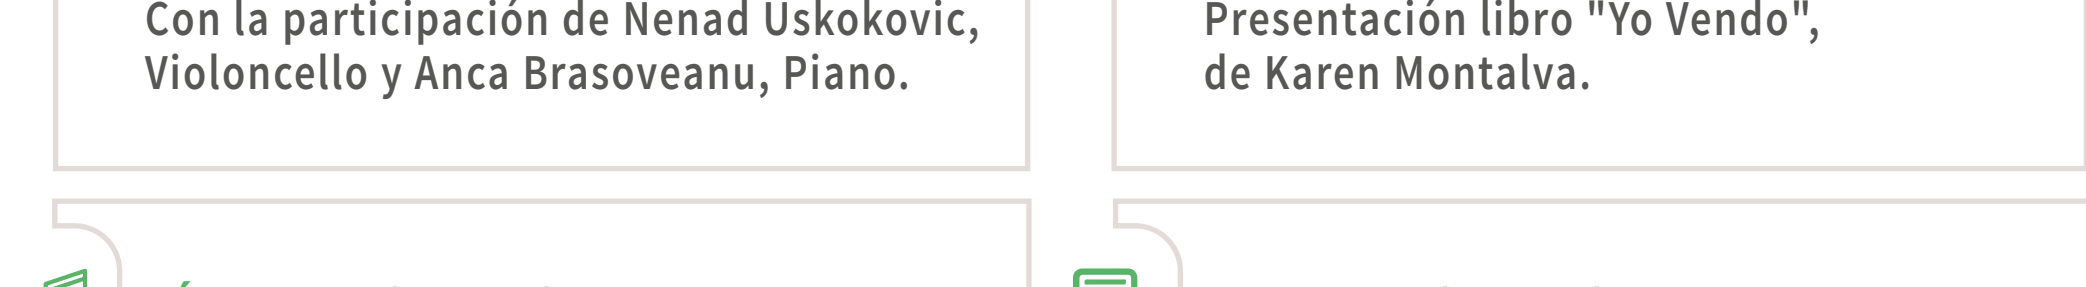 Con la participación de Nenad Uskokovic,
Violoncello y Anca Brasoveanu, Piano.
Presentación libro "Yo Vendo",
de Karen Montalva.